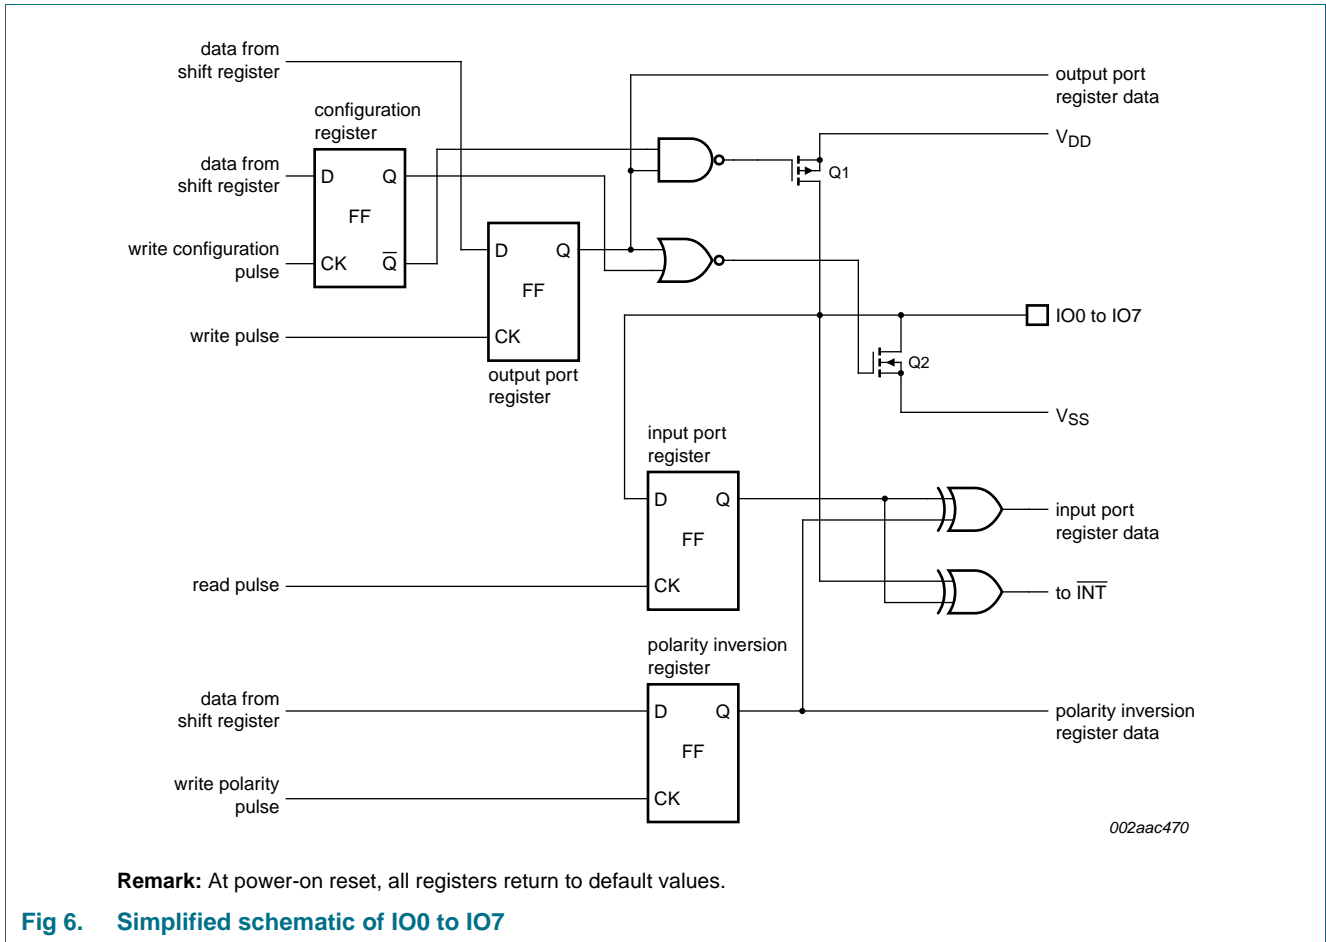 data from
shift register
output port
register data
configuration
register
VDD
data from
shift register
D
Q
Q1
FF
write configuration
pulse
CK
Q
D
Q
FF
IO0 to IO7
write pulse
CK
Q2
output port
register
VSS
input port
register
D
Q
input port
register data
FF
read pulse
CK
to INT
polarity inversion
register
data from
shift register
D
Q
polarity inversion
register data
FF
write polarity
pulse
CK
002aac470
Remark: At power-on reset, all registers return to default values.
Fig 6. Simplified schematic of IO0 to IO7